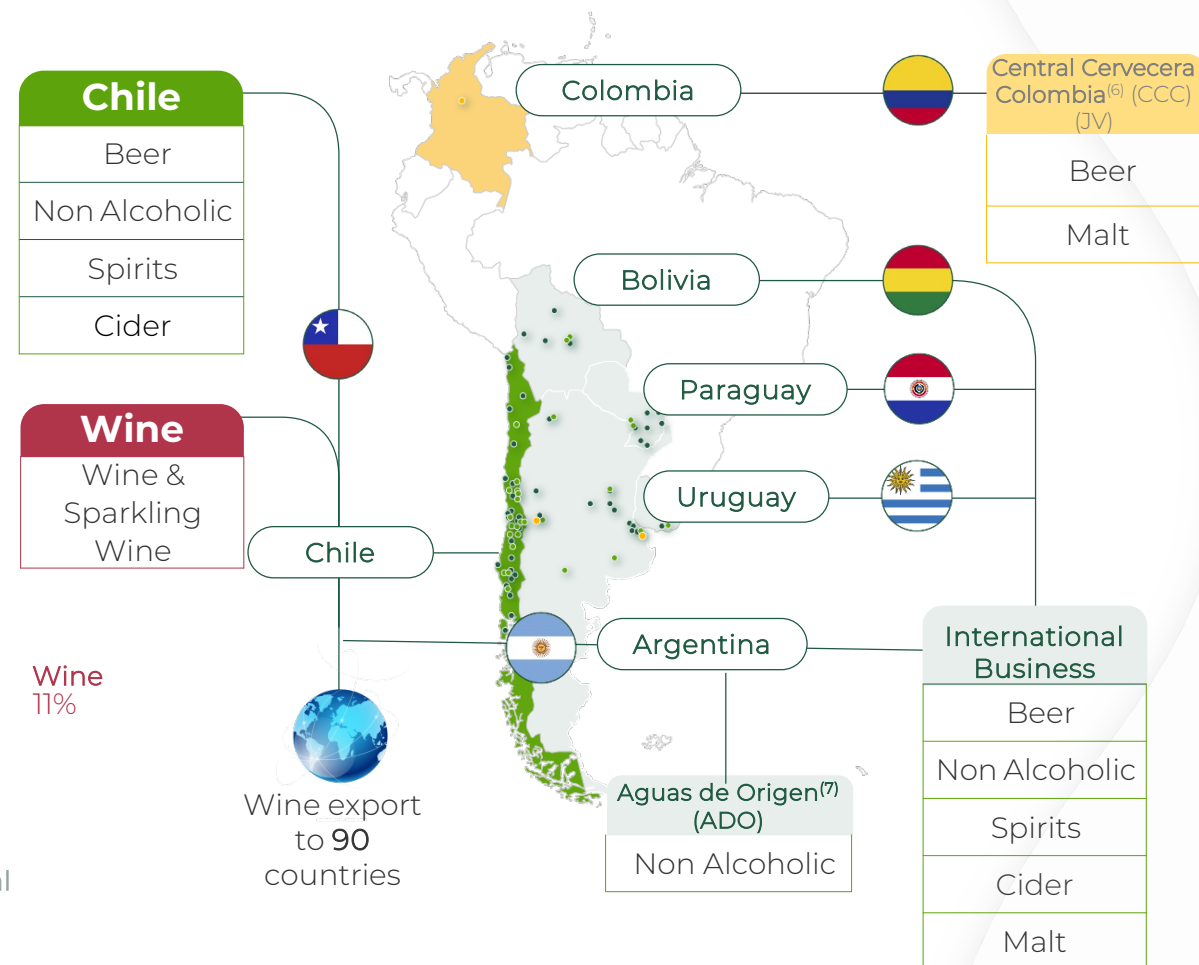 Chile
Beer
Non Alcoholic
Spirits
Cider
Wine
Wine &
Sparkling
Wine
Chile
Wine
11%
Wine export
to 90
countries
Colombia
Central Cervecera
Colombia(6) (CCC)
(JV)
Beer
Malt
Bolivia
Paraguay
Uruguay
Argentina
Aguas de Origen(7)
(ADO)
Non Alcoholic
International
Business
Beer
Non Alcoholic
Spirits
Cider
Malt